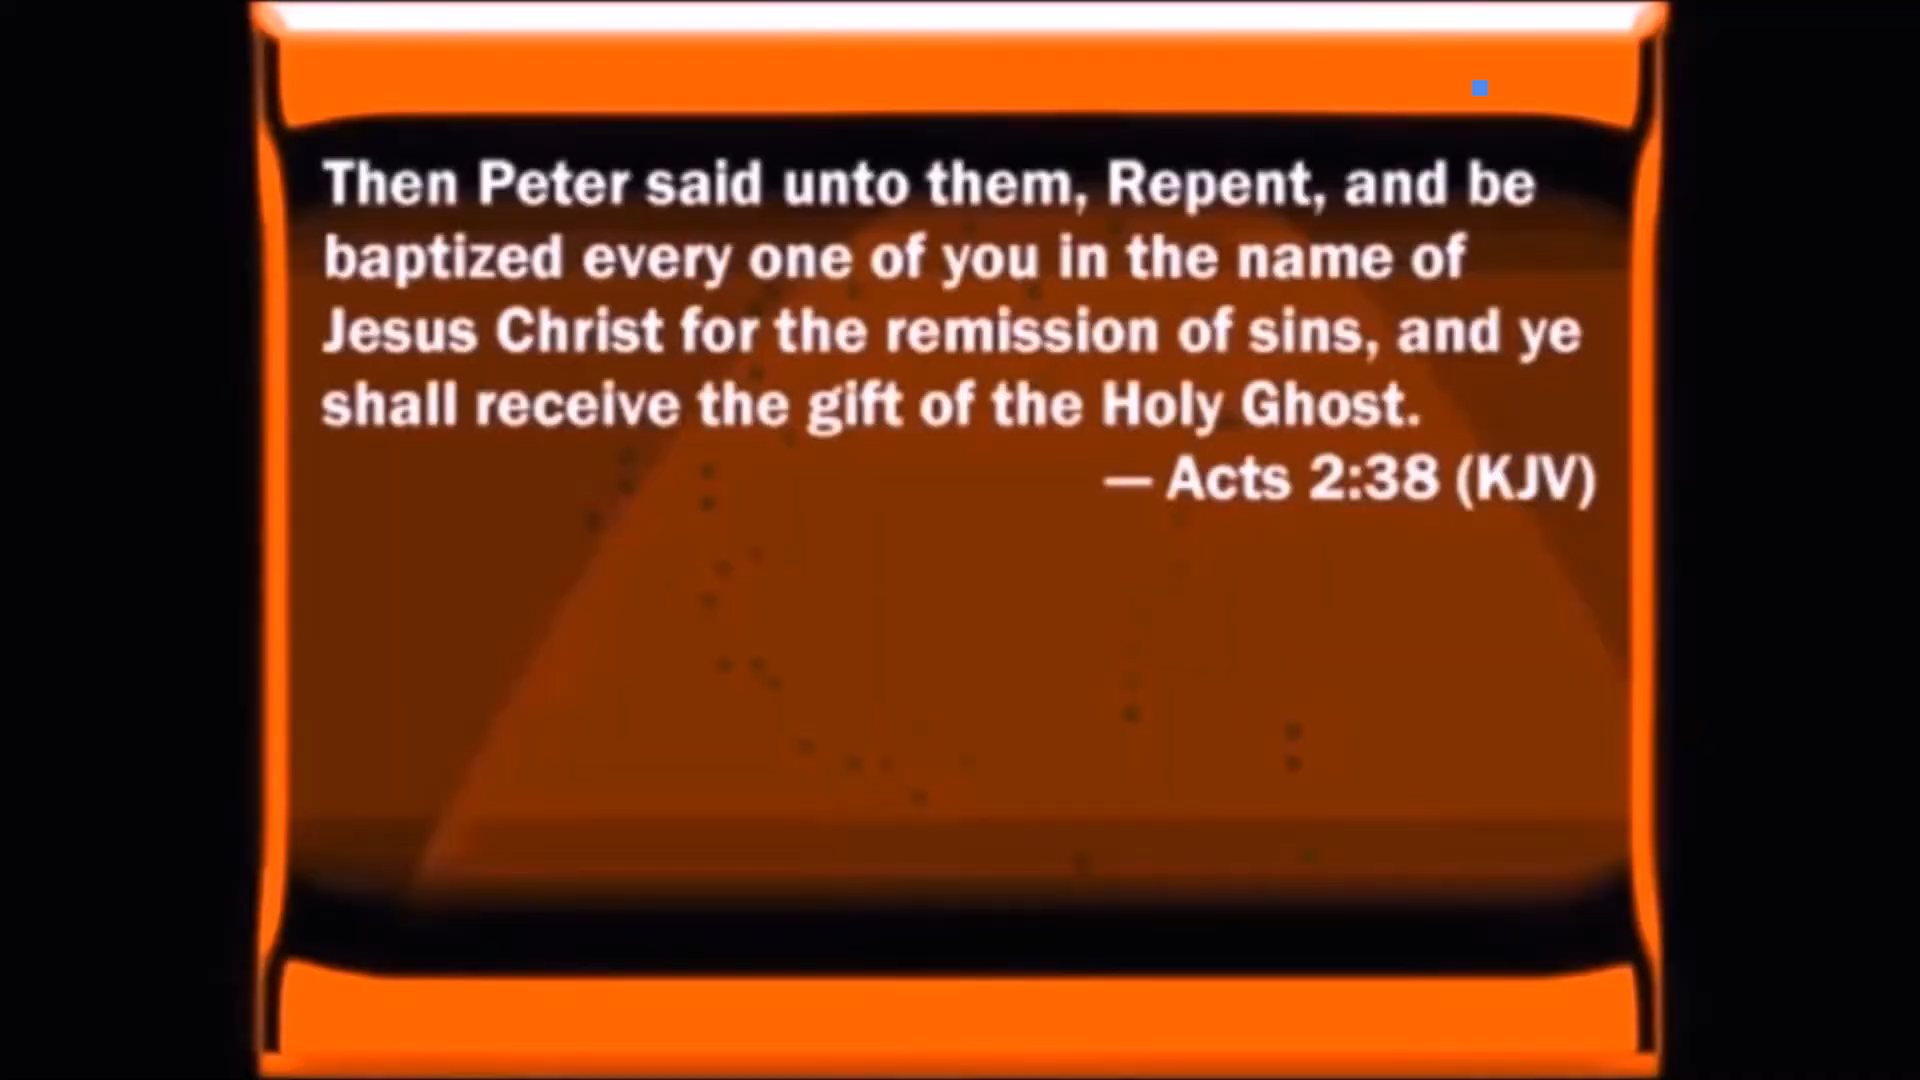 Then Peter said unto them, Repent, and be
baptized every one of you in the name of
Jesus Christ for the remission of sins, and ye
shall receive the gift of the Holy Ghost.
— Acts 2:38 (KJV)